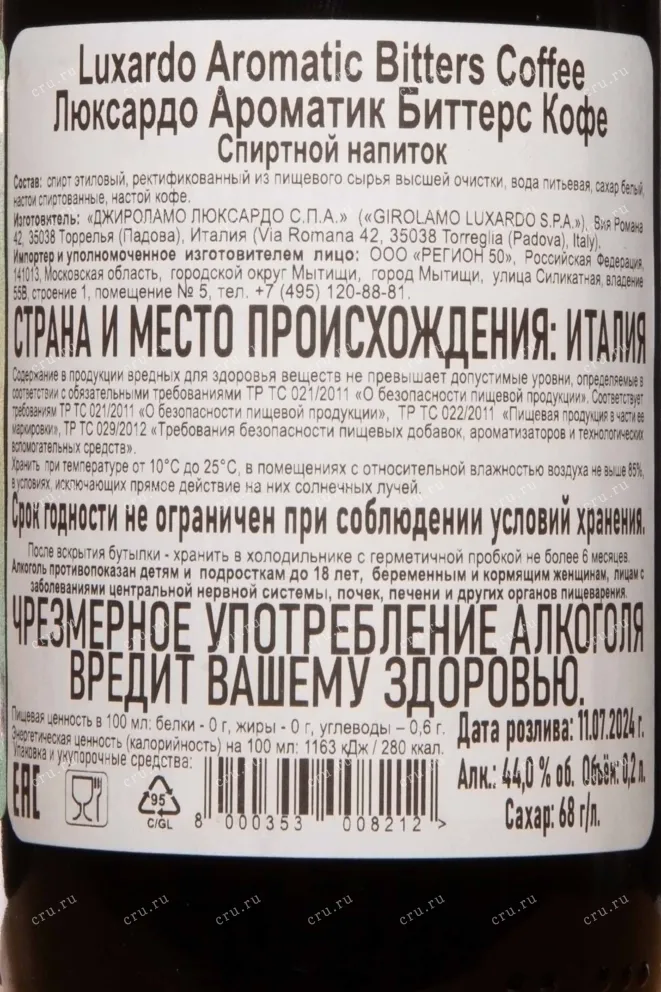 Luxardo Aromatic Bitters Coffee
Люксардо Ароматик Биттерс Кофе
Спиртной напиток
Состав: спирт этиловый, ректификованный из пищевого сырья высшей очистки, вода питьевая, сахар белый,
настои спиртованные, настой кофе.
Изготовитель: «ДЖИРОЛАМО ЛЮКСАРДО С.П.А.» («GIROLAMO LUXARDO S.P.A.»), Виа Романа
42, 35038 Торрелья (Падова), Италия (Via Romana 42, 35038 Torreglia (Padova), Italy).
Импортер и уполномоченное изготовителем лицо: ООО «РЕГИОН 50», Российская Федерация,
141013, Московская область, городской округ Мытищи, город Мытищи, улица Силикатная, владение
55В, строение 1, помещение № 5, тел. +7 (495) 120-88-81.
СТРАНА И МЕСТО ПРОИСХОЖДЕНИЯ: ИТАЛИЯ
Содержание в продукции вредных для здоровья веществ не превышает допустимые уровни, определяемые в
соответствии с обязательными требованиями ТР ТС 021/2011 «О безопасности пищевой продукции». Соответствует
требованиям ТР ТС 021/2011 «О безопасности пищевой продукции», ТР ТС 022/2011 «Пищевая продукция в части ее
маркировки», ТР ТС 029/2012 «Требования безопасности пищевых добавок, ароматизаторов и технологических
вспомогательных средств».
Хранить при температуре от 10°С до 25°С, в помещениях с относительной влажностью воздуха не выше 85%,
в условиях, исключающих прямое действие на них солнечных лучей.
Срок годности не ограничен при соблюдении условий хранения.
После вскрытия бутылки - хранить в холодильнике с герметичной пробкой не более 6 месяцев.
Алкоголь противопоказан детям и подросткам до 18 лет, беременным и кормящим женщинам, лицам с
заболеваниями центральной нервной системы, почек, печени и других органов пищеварения.
ЧРЕЗМЕРНОЕ УПОТРЕБЛЕНИЕ АЛКОГОЛЯ
ВРЕДИТ ВАШЕМУ ЗДОРОВЬЮ.
Пищевая ценность в 100 мл: белки - 0 г, жиры - 0 г, углеводы – 0,6 г.
Энергетическая ценность (калорийность) на 100 мл: 1163 кДж / 280 ккал.
Упаковка и укупорочные средства:
Дата розлива: 11.07.2024 г.
Алк.: 44,0 % об. Объём: 0,2 л.
Сахар: 68 г/л.
EAC
95
C/GL
8 000353 008212 >
cru.ru